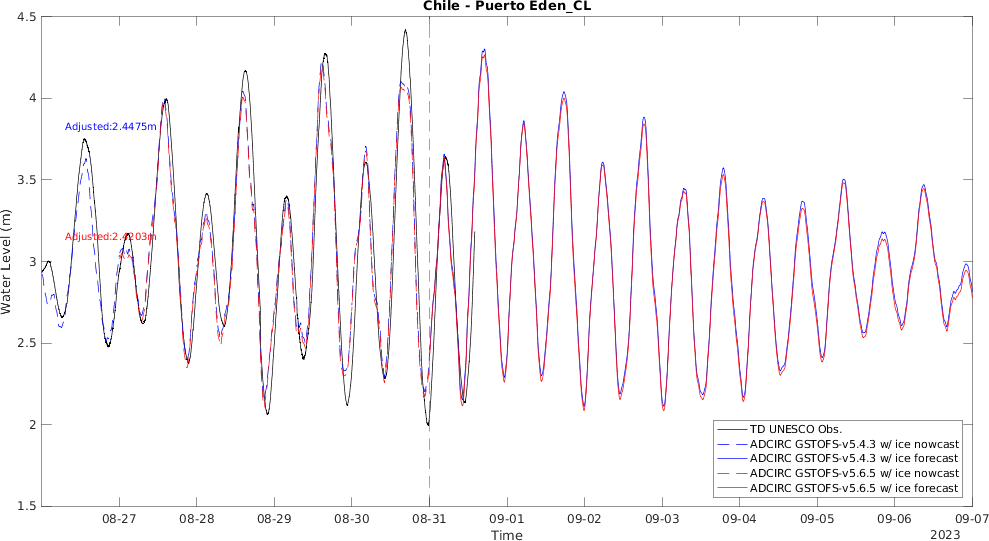 Chile - Puerto Eden_CL
4.5
4
3.5
3
2.5
2
1.5
Water Level (m)
Adjusted:2.4475m
Adjusted:2.4203m
TD UNESCO Obs.
ADCIRC GSTOFS-v5.4.3 w/ ice nowcast
ADCIRC GSTOFS-v5.4.3 w/ ice forecast
ADCIRC GSTOFS-v5.6.5 w/ ice nowcast
ADCIRC GSTOFS-v5.6.5 w/ ice forecast
08-27 08-28 08-29 08-30 08-31 09-01 09-02 09-03 09-04 09-05 09-06 09-07
Time
2023